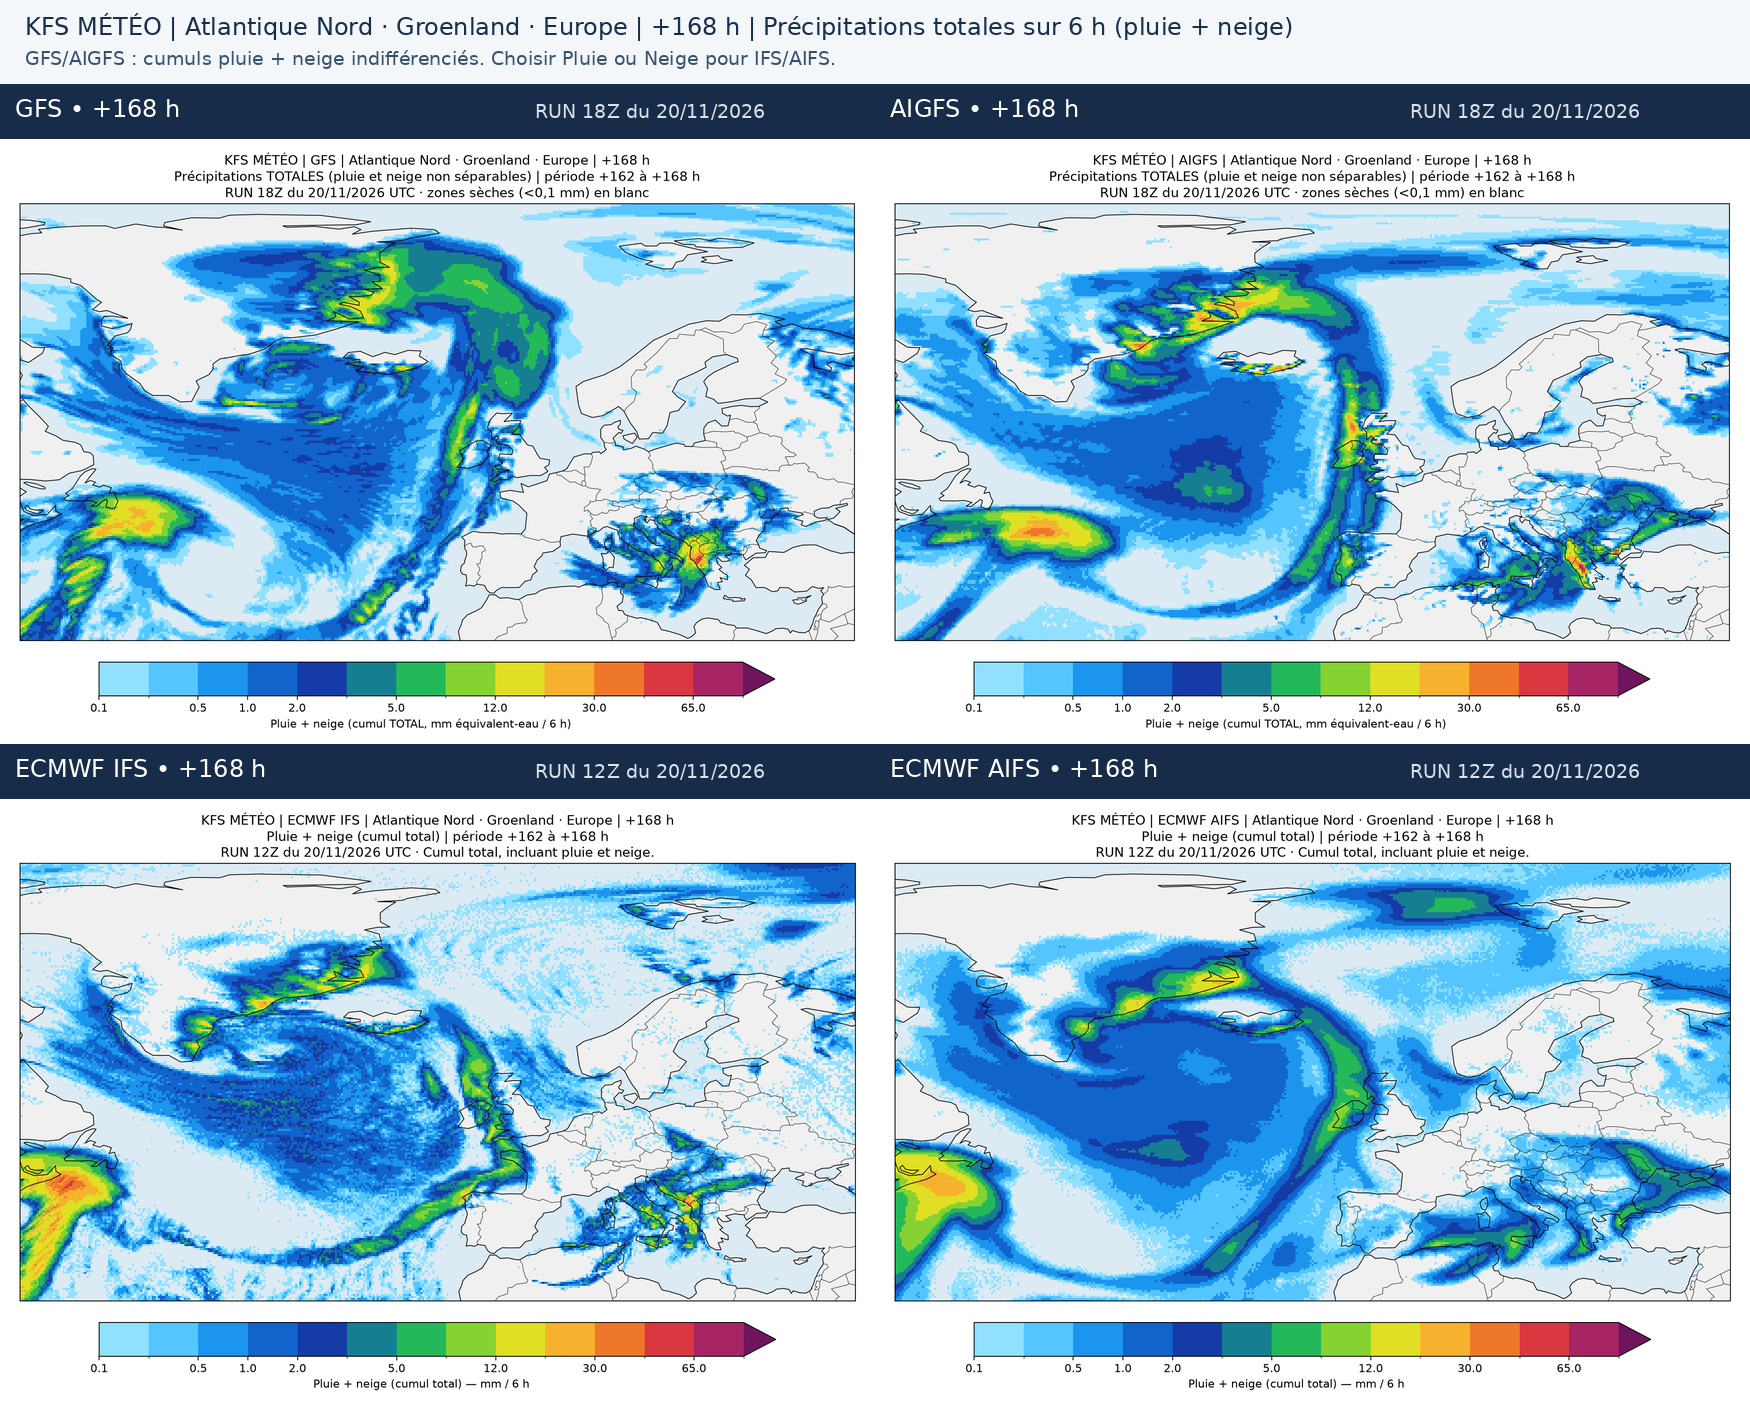 KFS MÉTÉO | Atlantique Nord · Groenland · Europe | +168 h | Précipitations totales sur 6 h (pluie + neige)
GFS/AIGFS : cumuls pluie + neige indifférenciés. Choisir Pluie ou Neige pour IFS/AIFS.
GFS • +168 h
RUN 18Z du 20/11/2026
AIGFS • +168 h
RUN 18Z du 20/11/2026
KFS MÉTÉO | GFS | Atlantique Nord · Groenland · Europe | +168 h
Précipitations TOTALES (pluie et neige non séparables) | période +162 à +168 h
RUN 18Z du 20/11/2026 UTC · zones sèches (<0,1 mm) en blanc
KFS MÉTÉO | AIGFS | Atlantique Nord · Groenland · Europe | +168 h
Précipitations TOTALES (pluie et neige non séparables) | période +162 à +168 h
RUN 18Z du 20/11/2026 UTC · zones sèches (<0,1 mm) en blanc
0.1 0.5 1.0 2.0 5.0 12.0 30.0 65.0
Pluie + neige (cumul TOTAL, mm équivalent-eau / 6 h)
0.1 0.5 1.0 2.0 5.0 12.0 30.0 65.0
Pluie + neige (cumul TOTAL, mm équivalent-eau / 6 h)
ECMWF IFS • +168 h
RUN 12Z du 20/11/2026
ECMWF AIFS • +168 h
RUN 12Z du 20/11/2026
KFS MÉTÉO | ECMWF IFS | Atlantique Nord · Groenland · Europe | +168 h
Pluie + neige (cumul total) | période +162 à +168 h
RUN 12Z du 20/11/2026 UTC · Cumul total, incluant pluie et neige.
KFS MÉTÉO | ECMWF AIFS | Atlantique Nord · Groenland · Europe | +168 h
Pluie + neige (cumul total) | période +162 à +168 h
RUN 12Z du 20/11/2026 UTC · Cumul total, incluant pluie et neige.
0.1 0.5 1.0 2.0 5.0 12.0 30.0 65.0
Pluie + neige (cumul total) — mm / 6 h
0.1 0.5 1.0 2.0 5.0 12.0 30.0 65.0
Pluie + neige (cumul total) — mm / 6 h